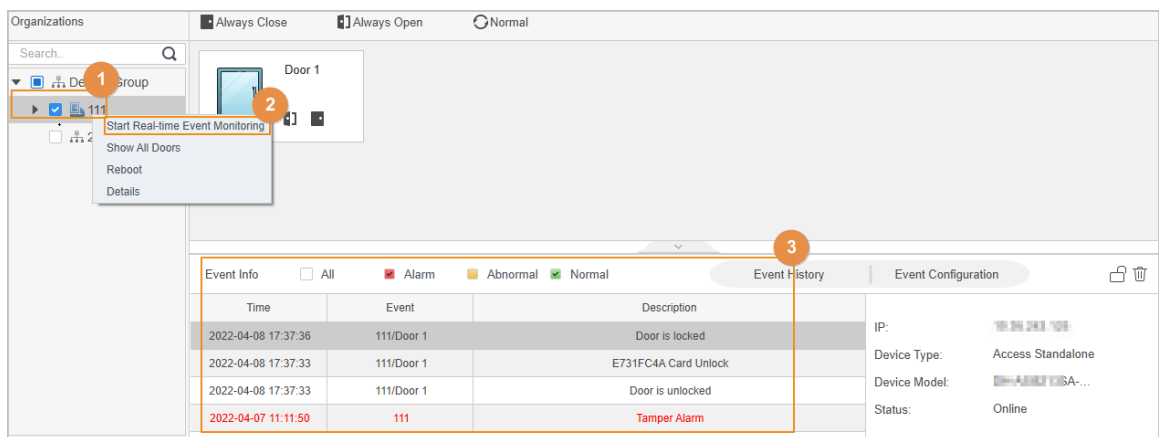 Organizations
Always Close Always Open Normal
Search..
Door 1
1
Group
111
2
Start Real-time Event Monitoring
Show All Doors
Reboot
Details
3
Event Info All Alarm Abnormal Normal Event History Event Configuration
Time Event Description
2022-04-08 17:37:36 111/Door 1 Door is locked
2022-04-08 17:37:33 111/Door 1 E731FC4A Card Unlock
2022-04-08 17:37:33 111/Door 1 Door is unlocked
2022-04-07 11:11:50 111 Tamper Alarm
IP:
Device Type: Access Standalone
Device Model:
Status: Online